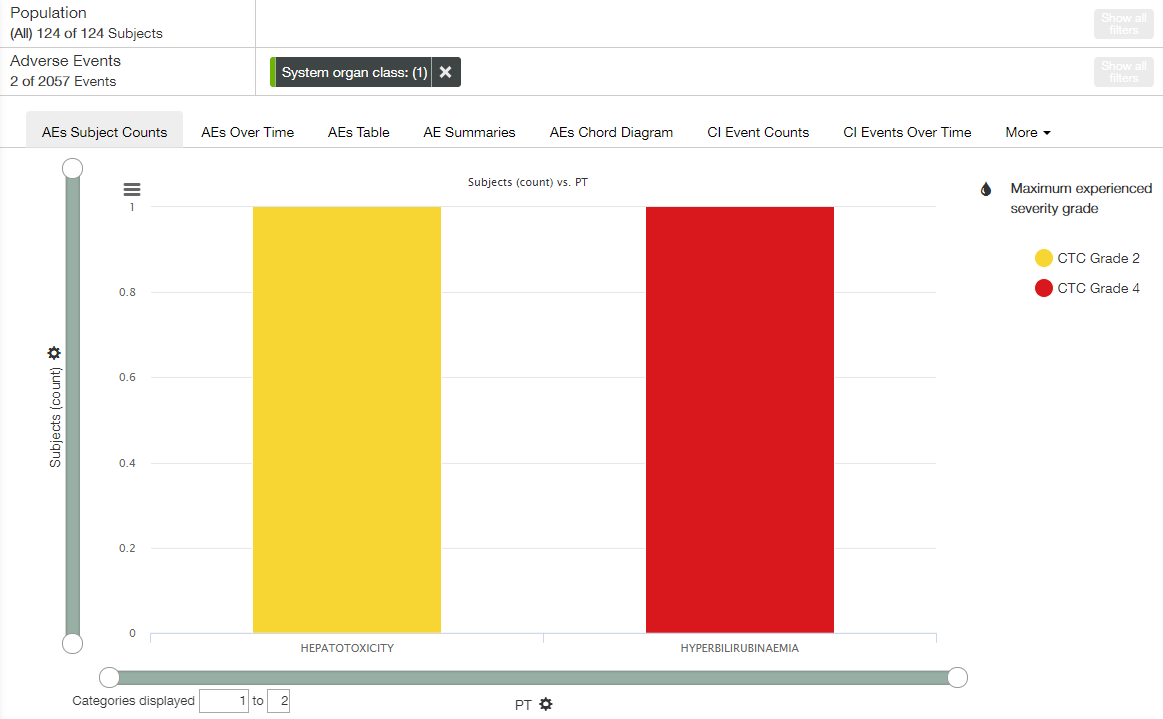 Population
(All) 124 of 124 Subjects
Show all
filters
Adverse Events
2 of 2057 Events
System organ class: (1)
Show all
filters
AEs Subject Counts
AEs Over Time
AEs Table
AE Summaries
AEs Chord Diagram
CI Event Counts
CI Events Over Time
More
Subjects (count) vs. PT
Maximum experienced
severity grade
CTC Grade 2
CTC Grade 4
Subjects (count)
1
0.8
0.6
0.4
0.2
0
HEPATOTOXICITY
HYPERBILIRUBINAEMIA
Categories displayed 1 to 2
PT